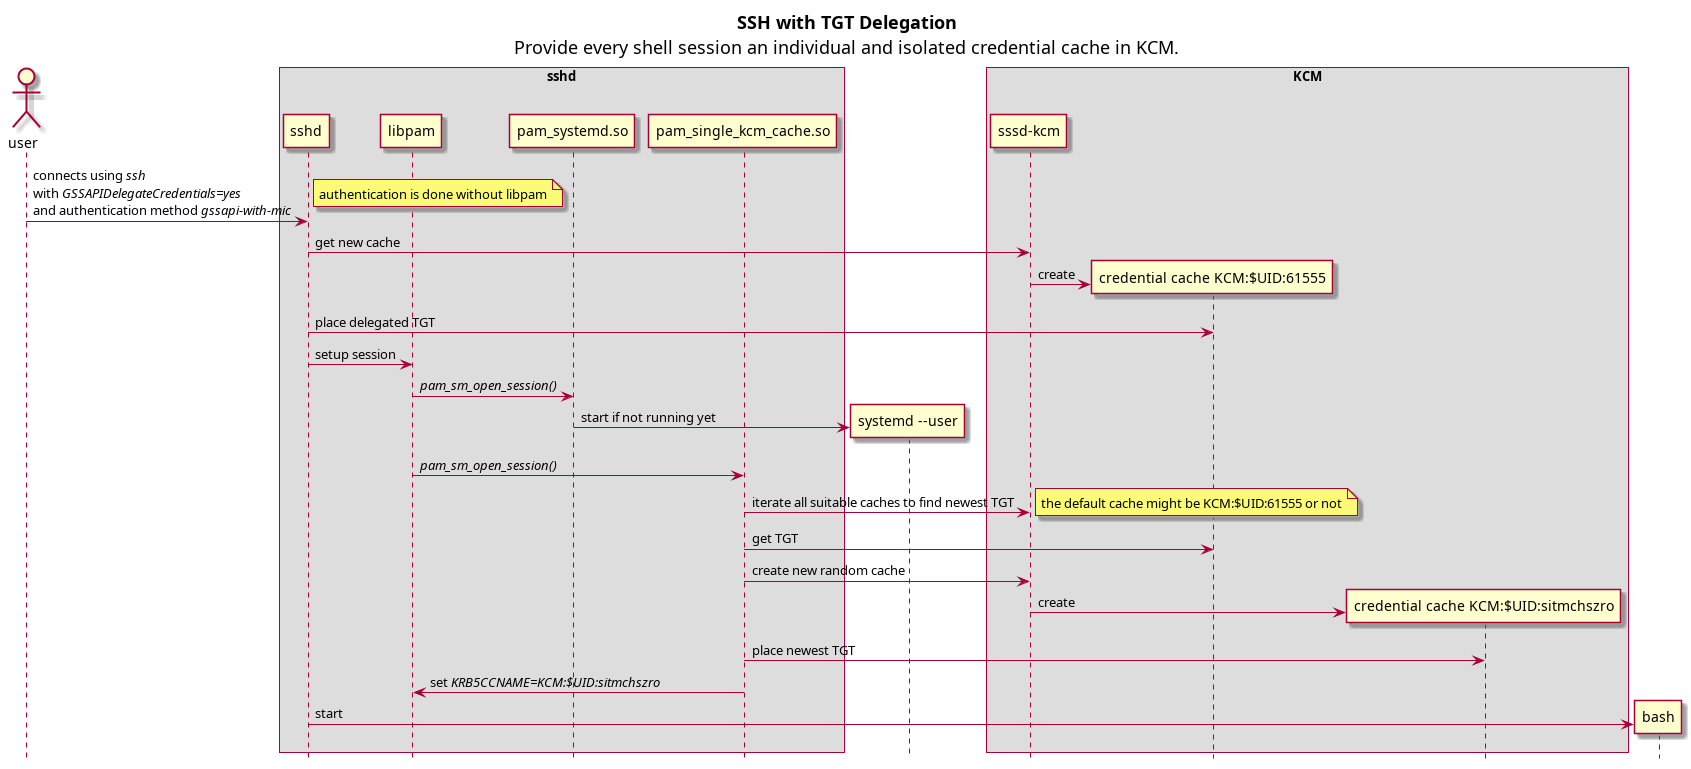 SSH with TGT Delegation
Provide every shell session an individual and isolated credential cache in KCM.
sshd
KCM
user
sshd
libpam
pam_systemd.so
pam_single_kcm_cache.so
sssd-kcm
connects using ssh
with GSSAPIDelegateCredentials=yes
and authentication method gssapi-with-mic
authentication is done without libpam
get new cache
create
credential cache KCM:$UID:61555
place delegated TGT
setup session
pam_sm_open_session()
start if not running yet
systemd --user
pam_sm_open_session()
iterate all suitable caches to find newest TGT
the default cache might be KCM:$UID:61555 or not
get TGT
create new random cache
create
credential cache KCM:$UID:sitmchszro
place newest TGT
set KRB5CCNAME=KCM:$UID:sitmchszro
start
bash